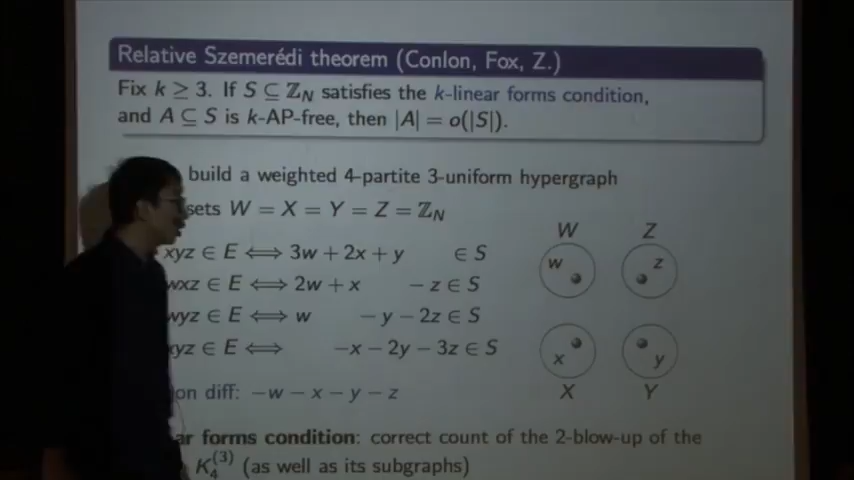 Relative Szemerédi theorem (Conlon, Fox, Z.)
Fix k ≥ 3. If S ⊆ ℤ_N satisfies the k-linear forms condition,
and A ⊆ S is k-AP-free, then |A| = o(|S|).
build a weighted 4-partite 3-uniform hypergraph
sets W = X = Y = Z = ℤ_N
xyz ∈ E ⟺ 3w + 2x + y ∈ S
wxz ∈ E ⟺ 2w + x − z ∈ S
wyz ∈ E ⟺ w − y − 2z ∈ S
xyz ∈ E ⟺ −x − 2y − 3z ∈ S
on diff: −w − x − y − z
W Z
w z
x y
X Y
ar forms condition: correct count of the 2-blow-up of the
K_4^{(3)} (as well as its subgraphs)